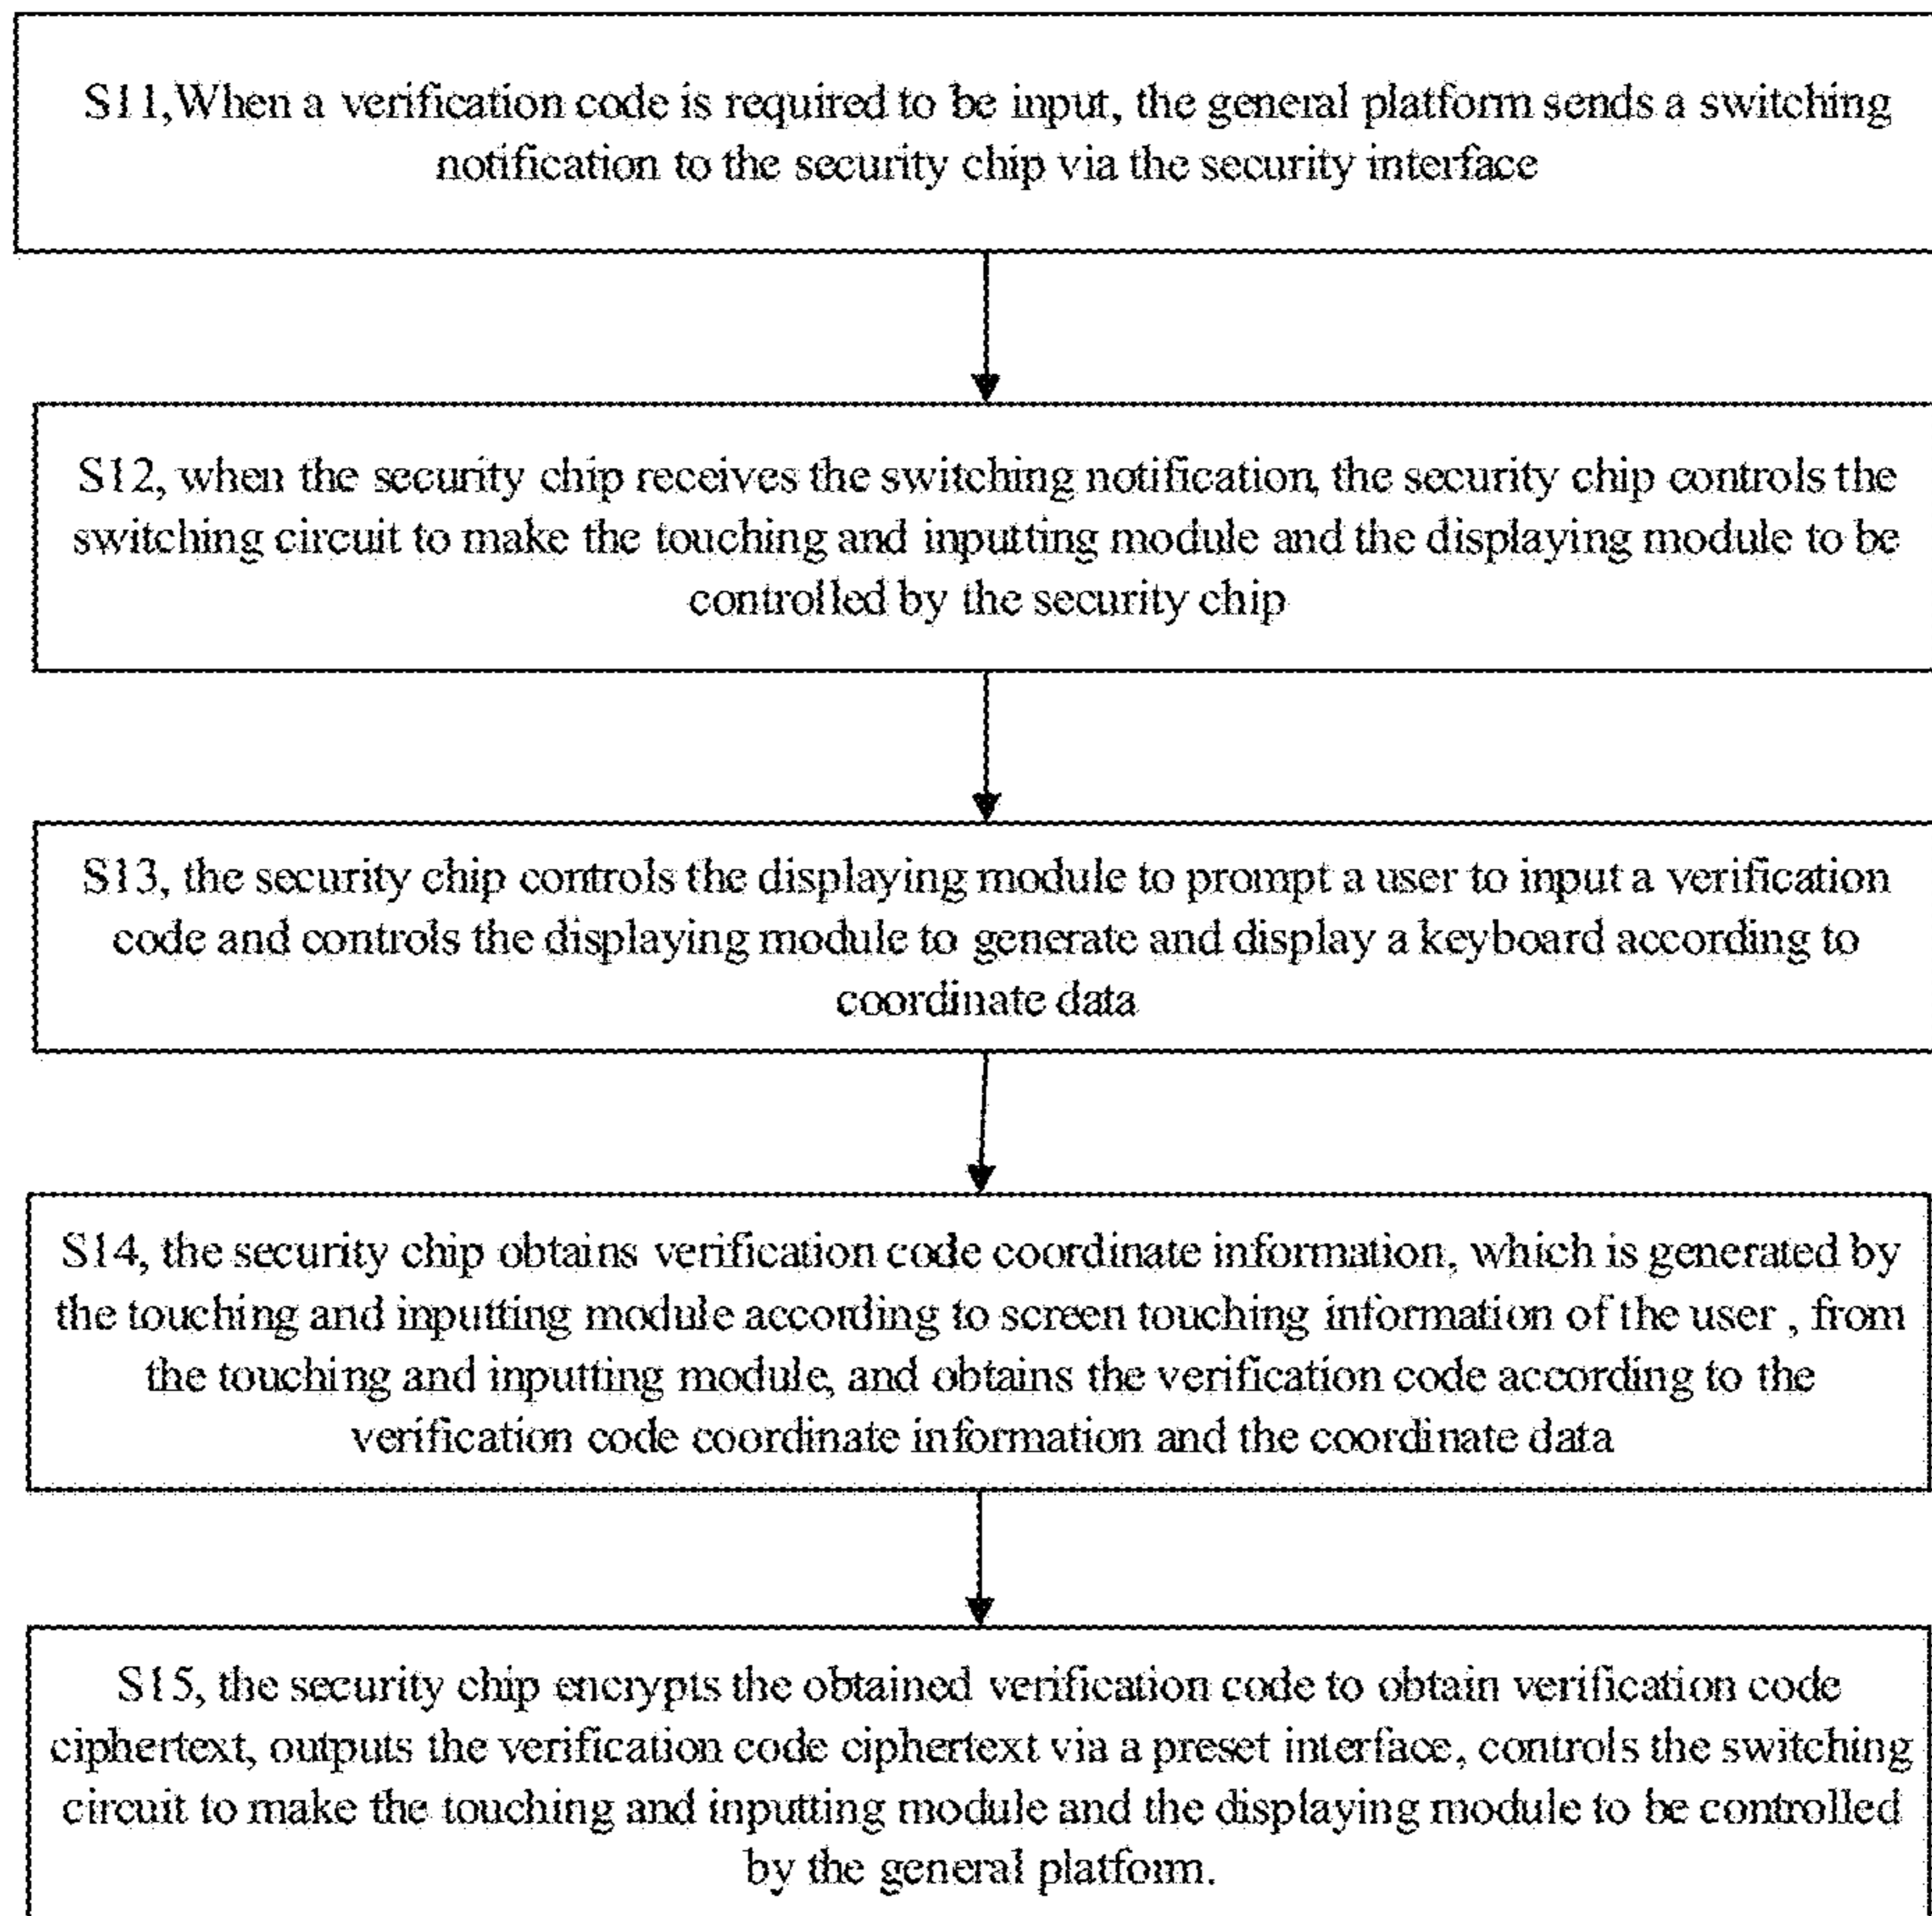 S11,When a verification code is required to be input, the general platform sends a switching
notification to the security chip via the security interface
S12, when the security chip receives the switching notification, the security chip controls the
switching circuit to make the touching and inputting module and the displaying module to be
controlled by the security chip
S13, the security chip controls the displaying module to prompt a user to input a verification
code and controls the displaying module to generate and display a keyboard according to
coordinate data
S14, the security chip obtains verification code coordinate information, which is generated by
the touching and inputting module according to screen touching information of the user , from
the touching and inputting module, and obtains the verification code according to the
verification code coordinate information and the coordinate data
S15, the security chip encrypts the obtained verification code to obtain verification code
ciphertext, outputs the verification code ciphertext via a preset interface, controls the switching
circuit to make the touching and inputting module and the displaying module to be controlled
by the general platform.